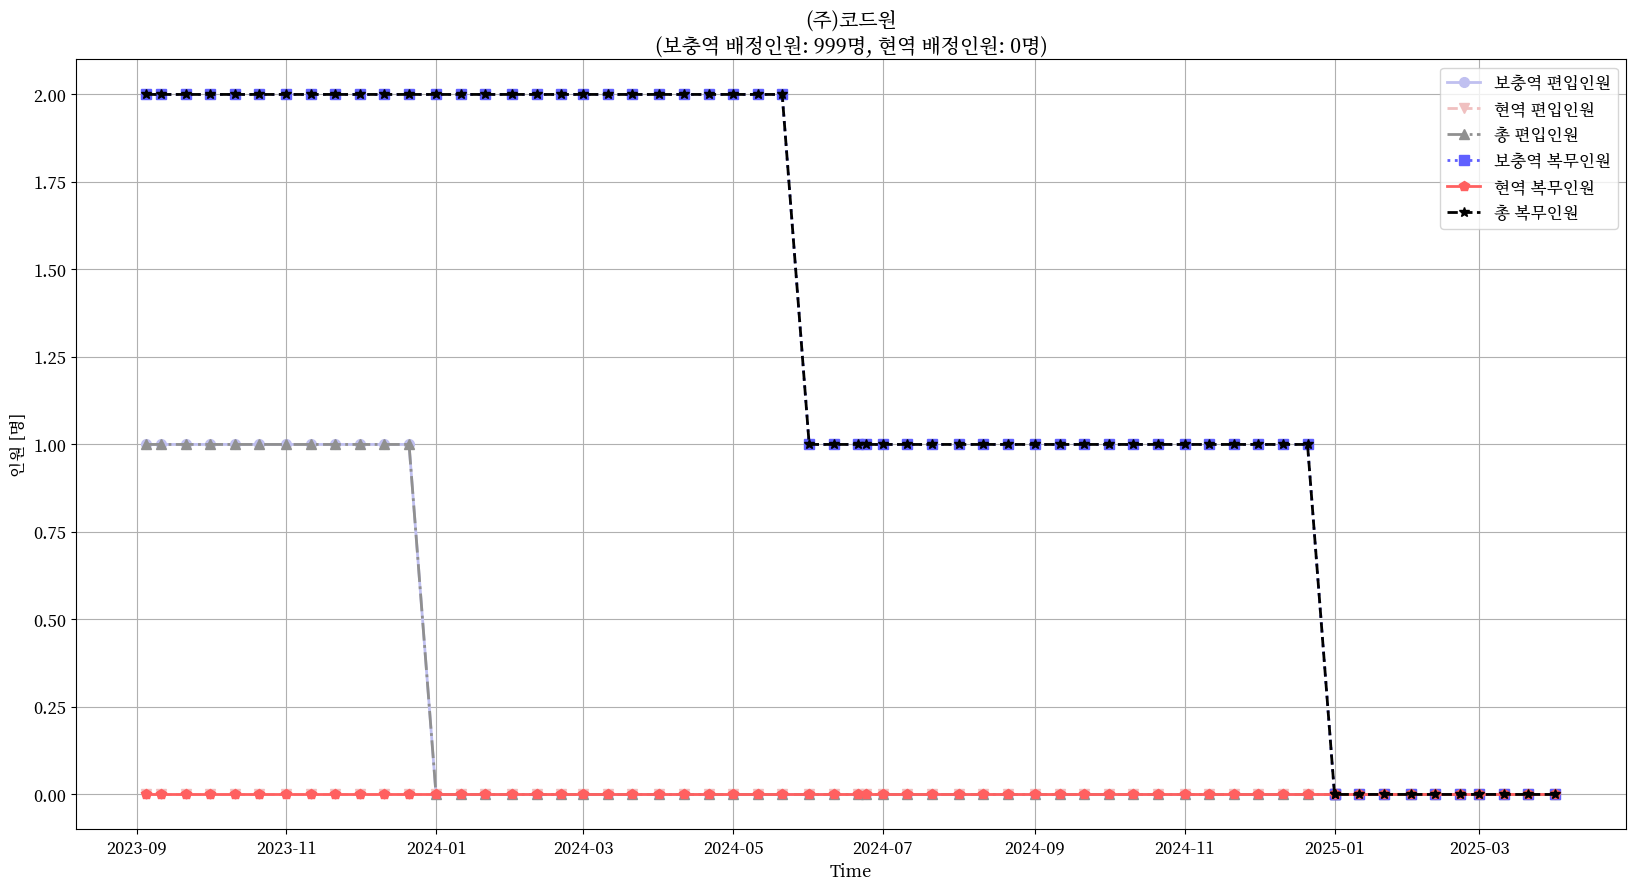 (주)코드원
(보충역 배정인원: 999명, 현역 배정인원: 0명)
보충역 편입인원
현역 편입인원
총 편입인원
보충역 복무인원
현역 복무인원
총 복무인원
인원 [명]
2.00
1.75
1.50
1.25
1.00
0.75
0.50
0.25
0.00
2023-09 2023-11 2024-01 2024-03 2024-05 2024-07 2024-09 2024-11 2025-01 2025-03
Time